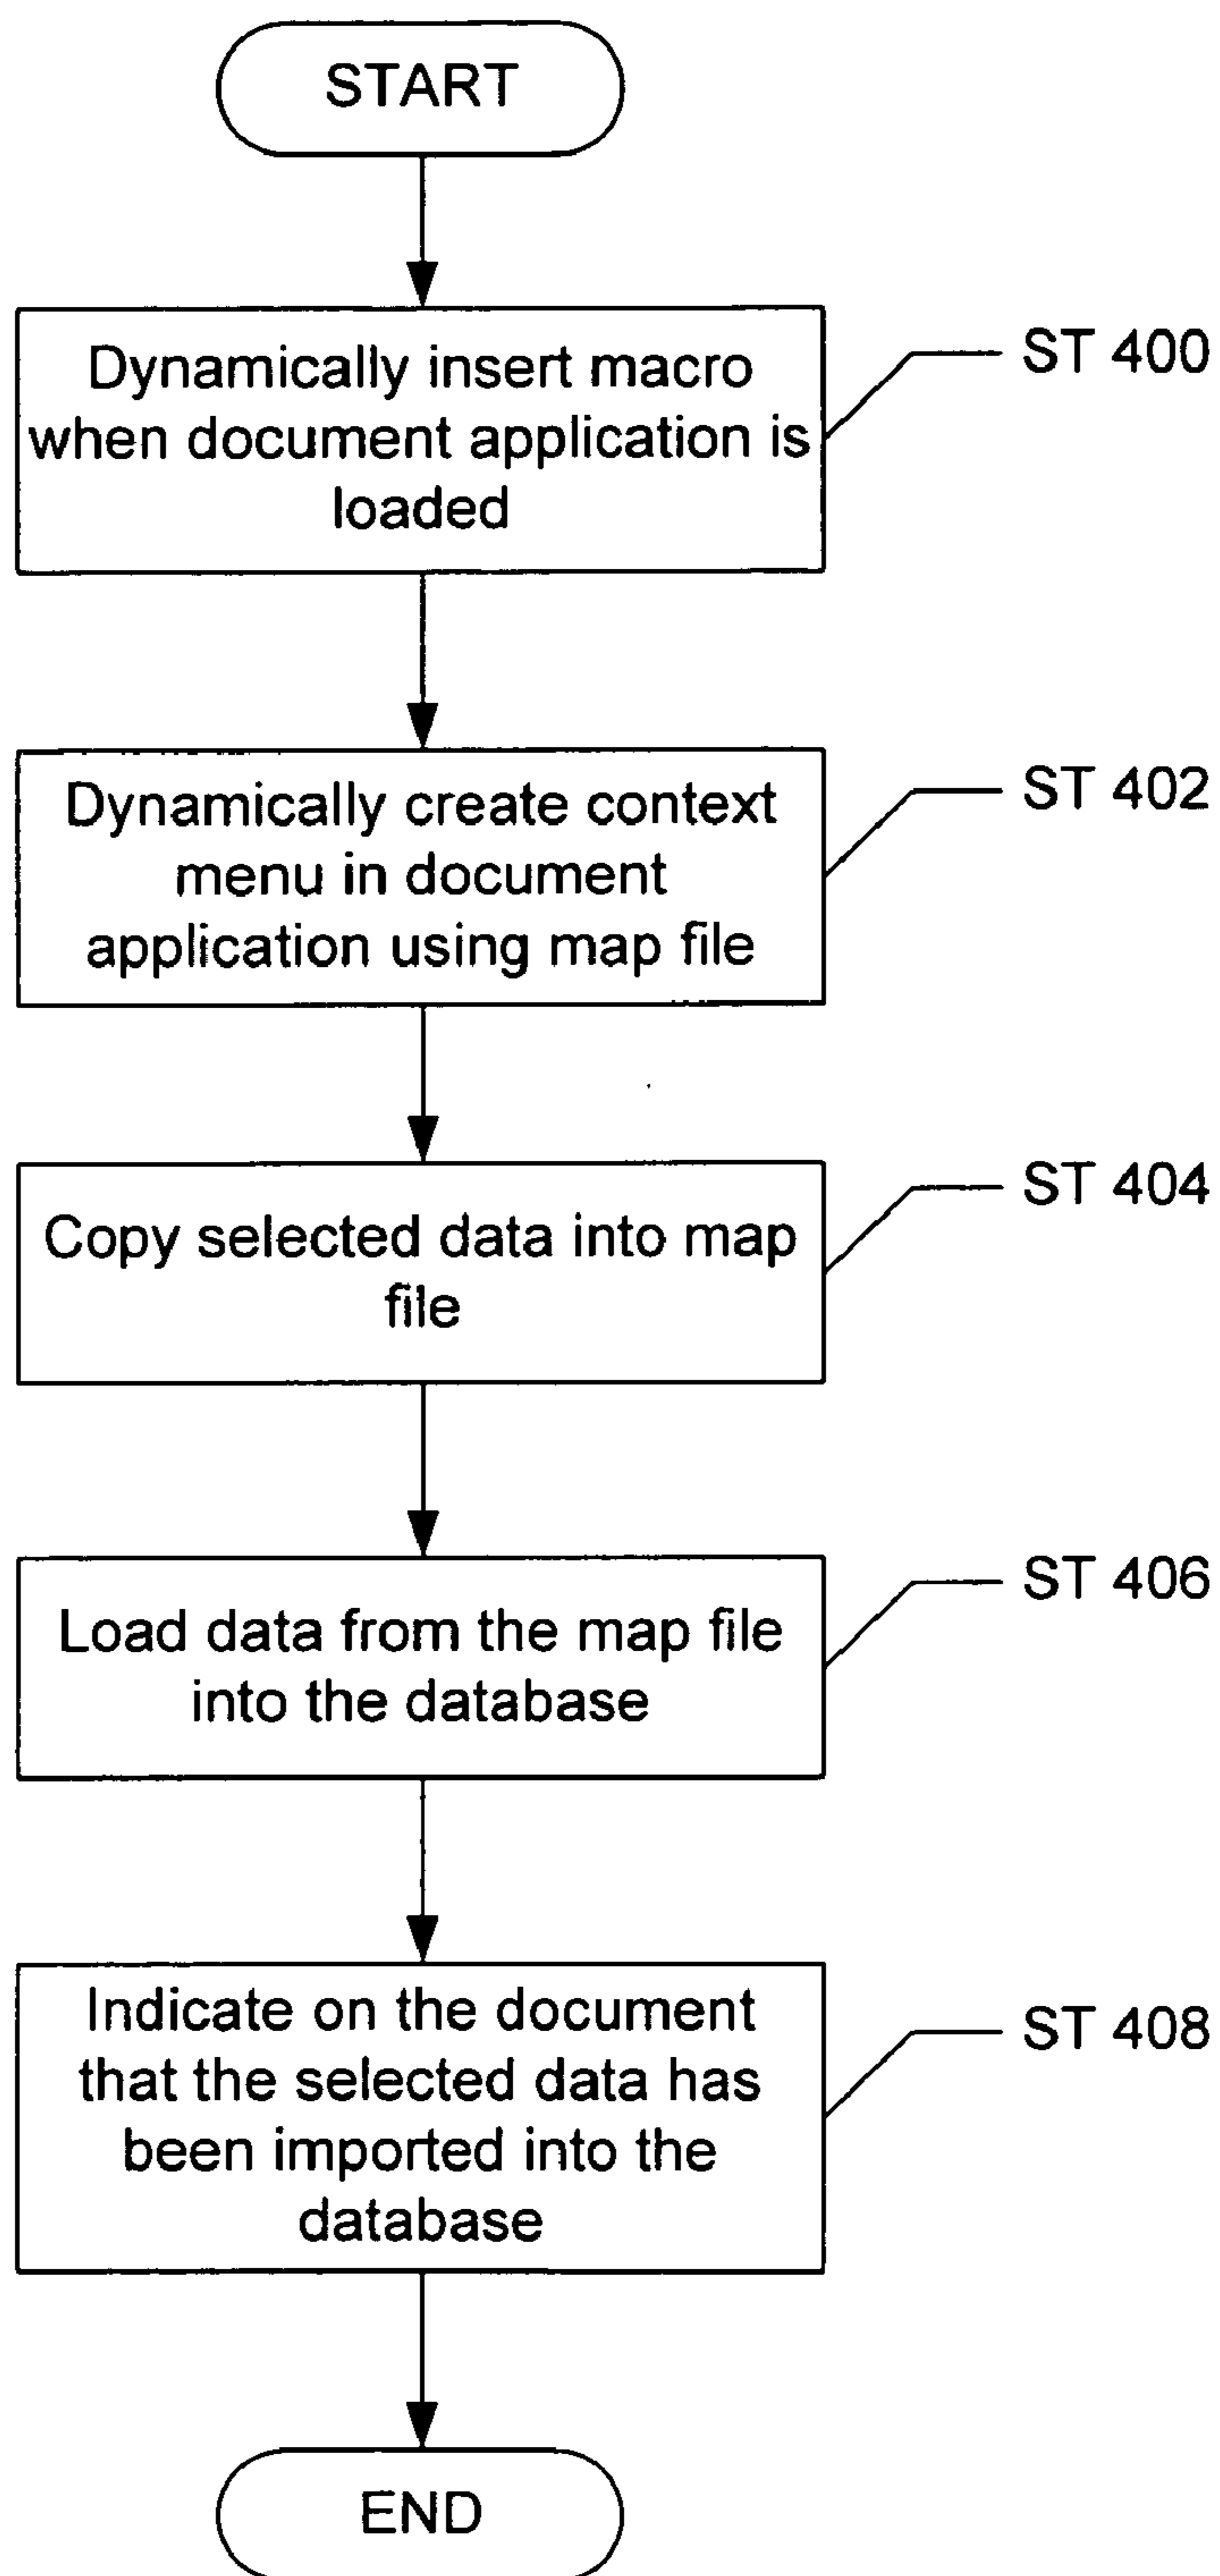 START
Dynamically insert macro
when document application is
loaded
ST 400
Dynamically create context
menu in document
application using map file
ST 402
Copy selected data into map
file
ST 404
Load data from the map file
into the database
ST 406
Indicate on the document
that the selected data has
been imported into the
database
ST 408
END